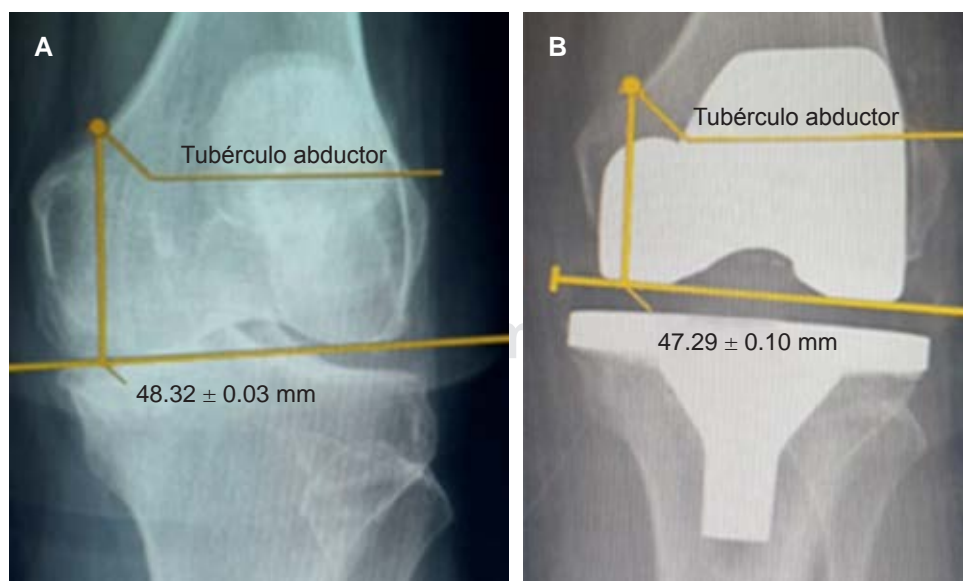 A
Tubérculo abductor
48.32 ± 0.03 mm
B
Tubérculo abductor
47.29 ± 0.10 mm